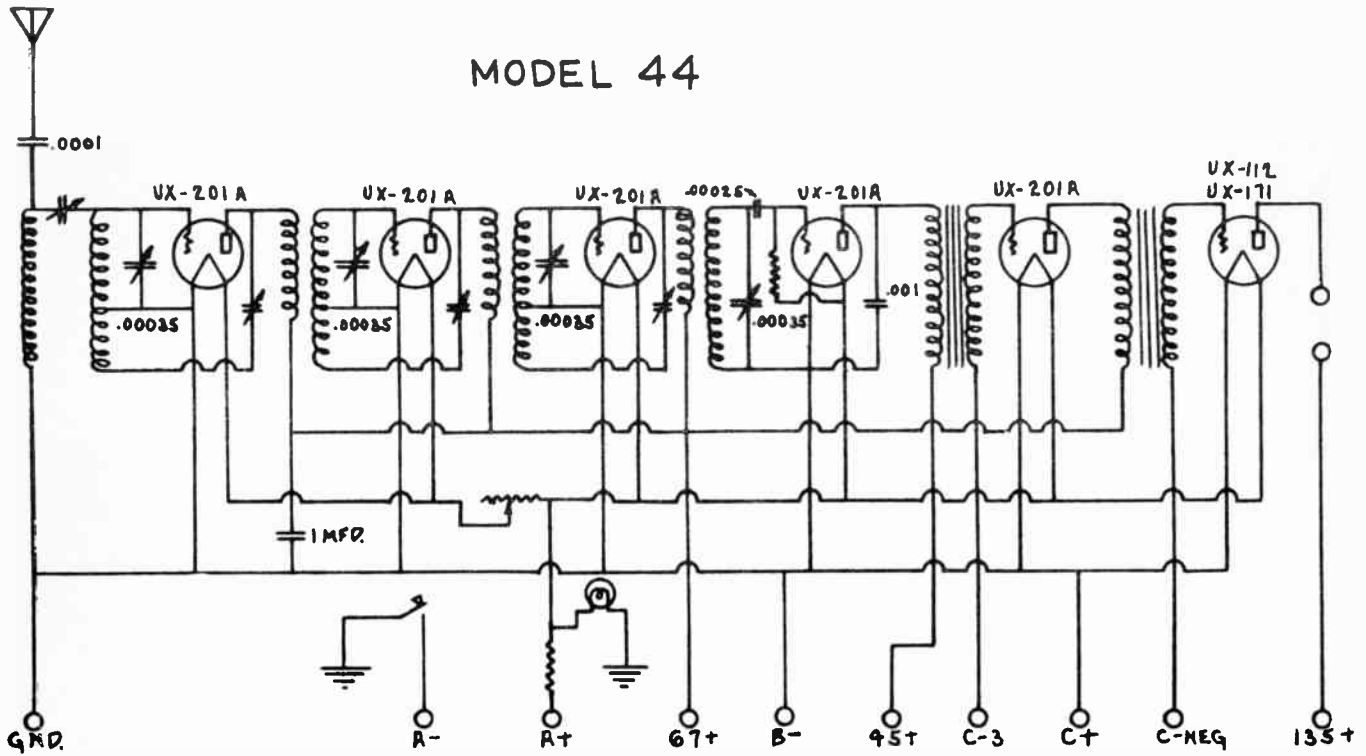 MODEL 44
.0001
UX-201A
UX-201A
UX-201A
.00025
UX-201A
UX-201A
UX-112
UX-171
.00035
.00035
.00035
.00035
.001
1 MFD.
GND.
A-
A+
67+
B-
45+
C-3
C+
C-NEG
135+